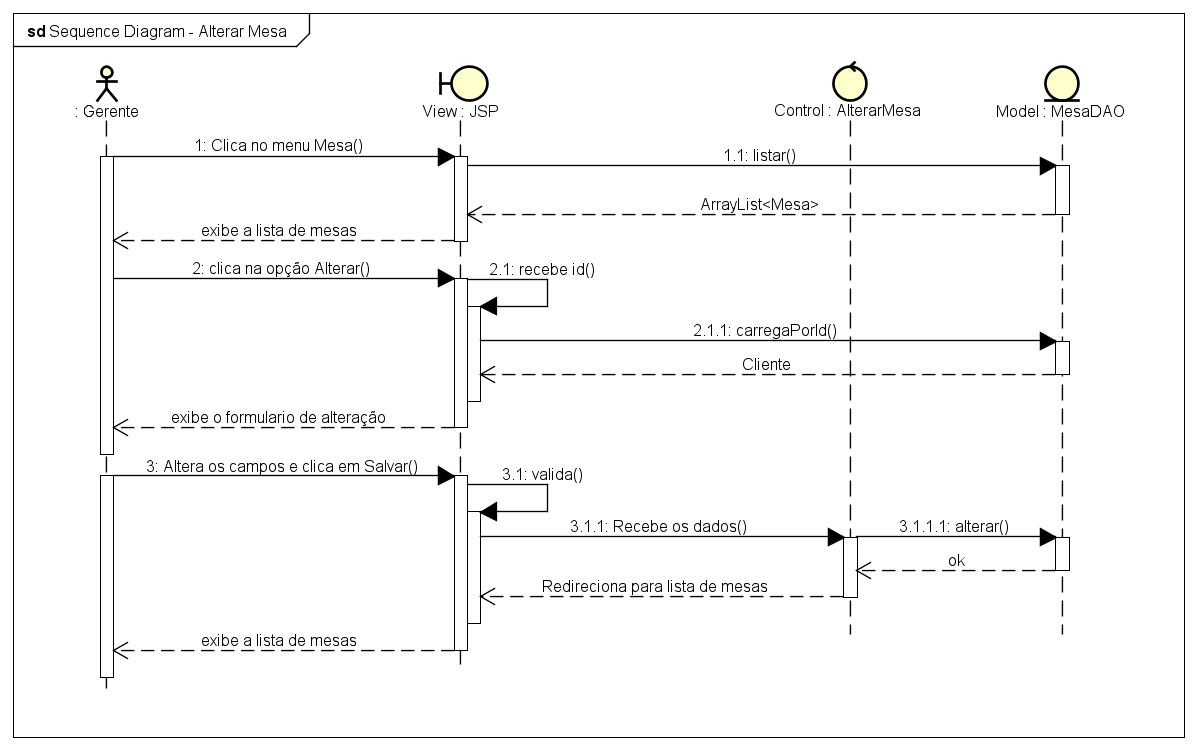 sd Sequence Diagram - Alterar Mesa
: Gerente
View : JSP
Control : AlterarMesa
Model : MesaDAO
1: Clica no menu Mesa()
1.1: listar()
ArrayList<Mesa>
exibe a lista de mesas
2: clica na opção Alterar()
2.1: recebe id()
2.1.1: carregaPorId()
Cliente
exibe o formulario de alteração
3: Altera os campos e clica em Salvar()
3.1: valida()
3.1.1: Recebe os dados()
3.1.1.1: alterar()
ok
Redireciona para lista de mesas
exibe a lista de mesas